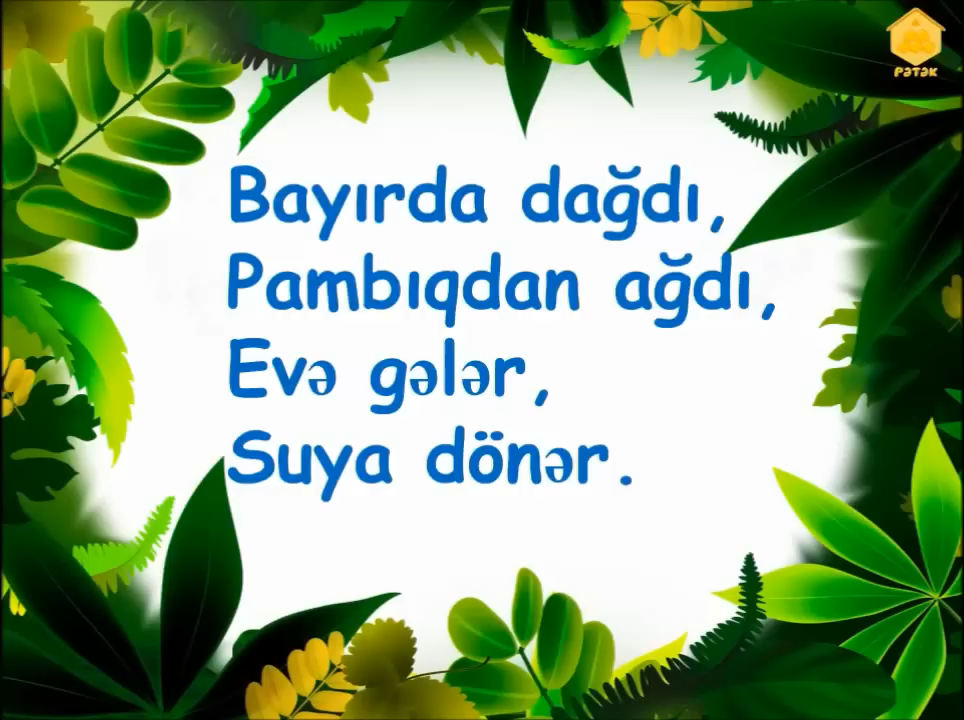 PƏTƏK
Bayırda dağdı,
Pambıqdan ağdı,
Evə gələr,
Suya dönər.